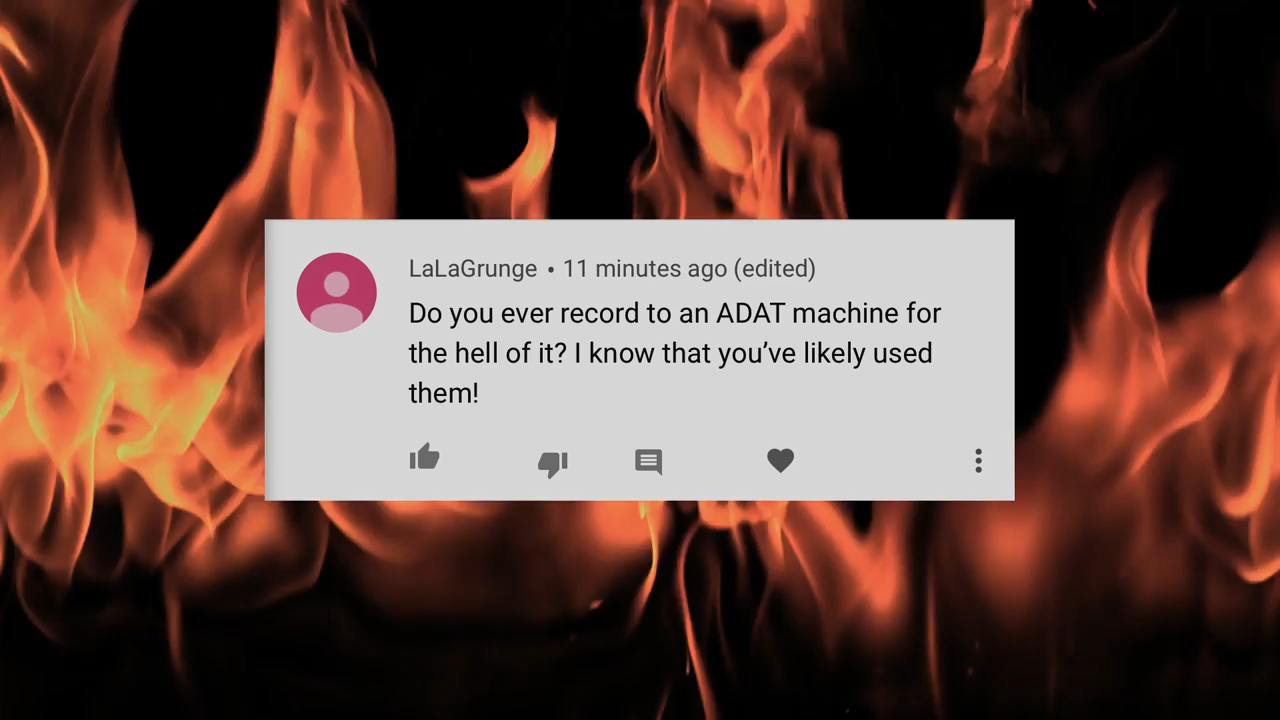 LaLaGrunge • 11 minutes ago (edited)
Do you ever record to an ADAT machine for
the hell of it? I know that you’ve likely used
them!